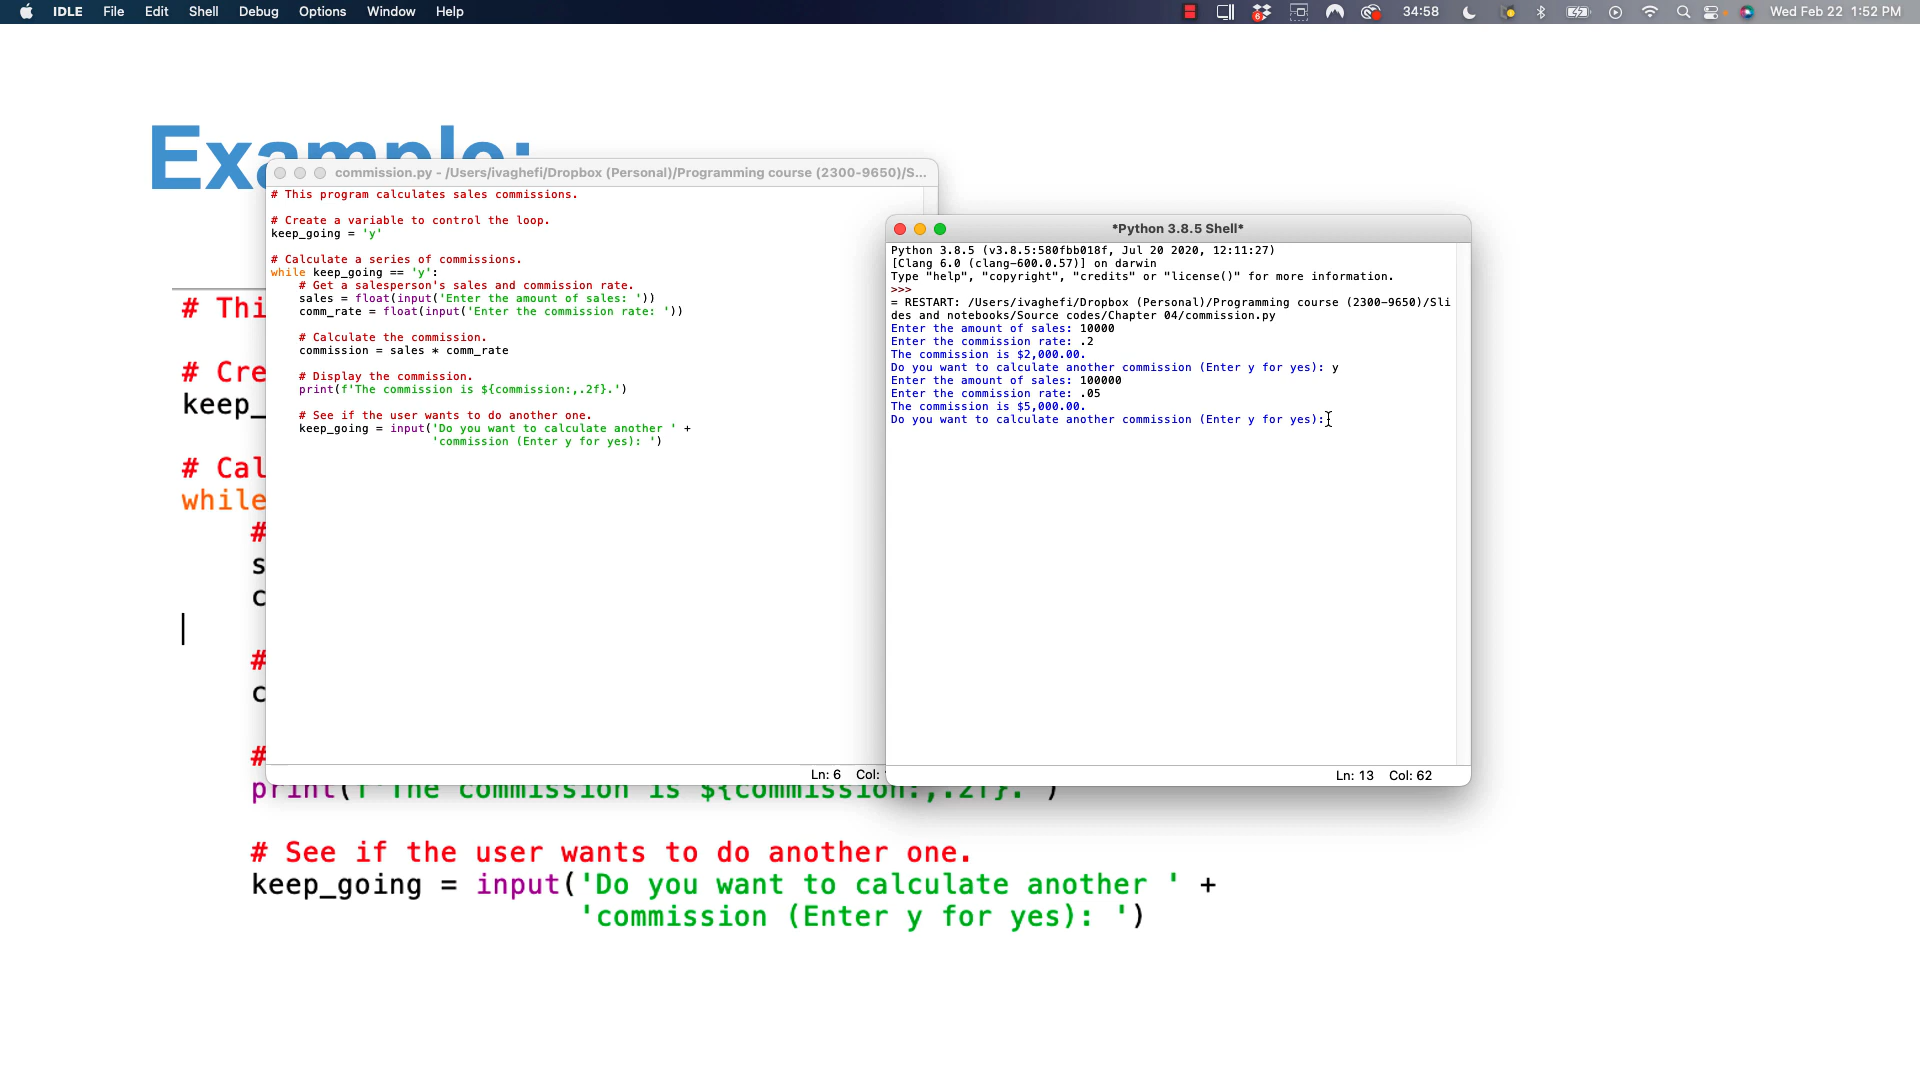 IDLE File Edit Shell Debug Options Window Help 6 34:58 Wed Feb 22 1:52 PM
Example:
commission.py - /Users/ivaghefi/Dropbox (Personal)/Programming course (2300-9650)/S...
# This program calculates sales commissions.
# Create a variable to control the loop.
keep_going = 'y'
# Calculate a series of commissions.
while keep_going == 'y':
# Get a salesperson's sales and commission rate.
sales = float(input('Enter the amount of sales: '))
comm_rate = float(input('Enter the commission rate: '))
# Calculate the commission.
commission = sales * comm_rate
# Display the commission.
print(f'The commission is ${commission:,.2f}.')
# See if the user wants to do another one.
keep_going = input('Do you want to calculate another ' +
'commission (Enter y for yes): ')
Ln: 6 Col:
*Python 3.8.5 Shell*
Python 3.8.5 (v3.8.5:580fbb018f, Jul 20 2020, 12:11:27)
[Clang 6.0 (clang-600.0.57)] on darwin
Type "help", "copyright", "credits" or "license()" for more information.
>>>
= RESTART: /Users/ivaghefi/Dropbox (Personal)/Programming course (2300-9650)/Sli
des and notebooks/Source codes/Chapter 04/commission.py
Enter the amount of sales: 10000
Enter the commission rate: .2
The commission is $2,000.00.
Do you want to calculate another commission (Enter y for yes): y
Enter the amount of sales: 100000
Enter the commission rate: .05
The commission is $5,000.00.
Do you want to calculate another commission (Enter y for yes):
Ln: 13 Col: 62
# Thi
# Cre
keep_
# Cal
while
#
s
c
#
c
#
print(f'The commission is ${commission:,.2f}.')
# See if the user wants to do another one.
keep_going = input('Do you want to calculate another ' +
'commission (Enter y for yes): ')